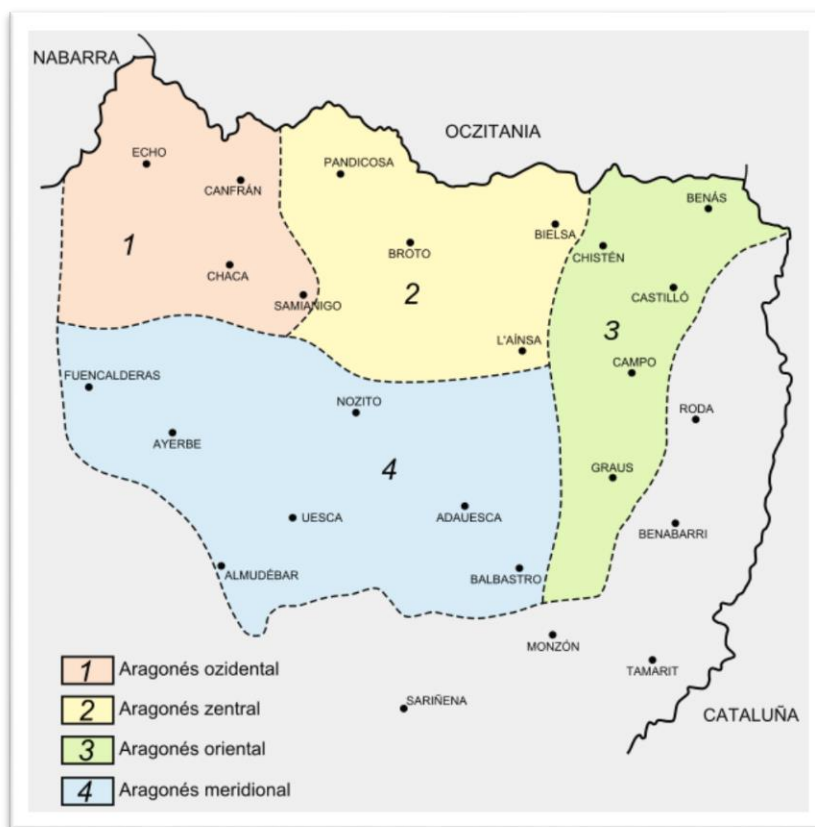 NABARRA
OCZITANIA
ECHO
CANFRÁN
PANDICOSA
BENÁS
1
CHACA
SAMIANIGO
BROTO
2
BIELSA
CHISTÉN
CASTILLÓ
3
L'AÍNSA
CAMPO
FUENCALDERAS
NOZITO
RODA
AYERBE
4
GRAUS
UESCA
ADAUESCA
BENABARRI
ALMUDÉBAR
BALBASTRO
MONZÓN
TAMARIT
SARIÑENA
CATALUÑA
1 Aragonés ozidental
2 Aragonés zentral
3 Aragonés oriental
4 Aragonés meridional